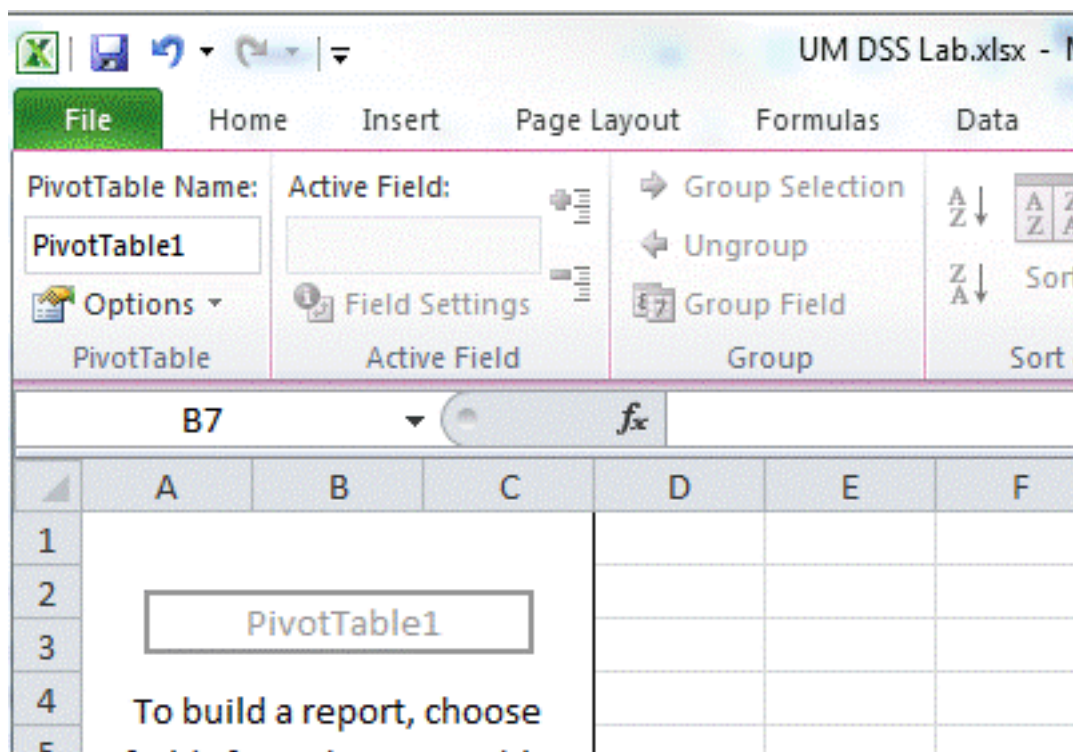 UM DSS Lab.xlsx -
File Home Insert Page Layout Formulas Data
PivotTable Name: Active Field: Group Selection
PivotTable1 Ungroup
Options Field Settings Group Field
PivotTable Active Field Group Sort
B7 fx
A B C D E F
1
2
PivotTable1
3
4
To build a report, choose